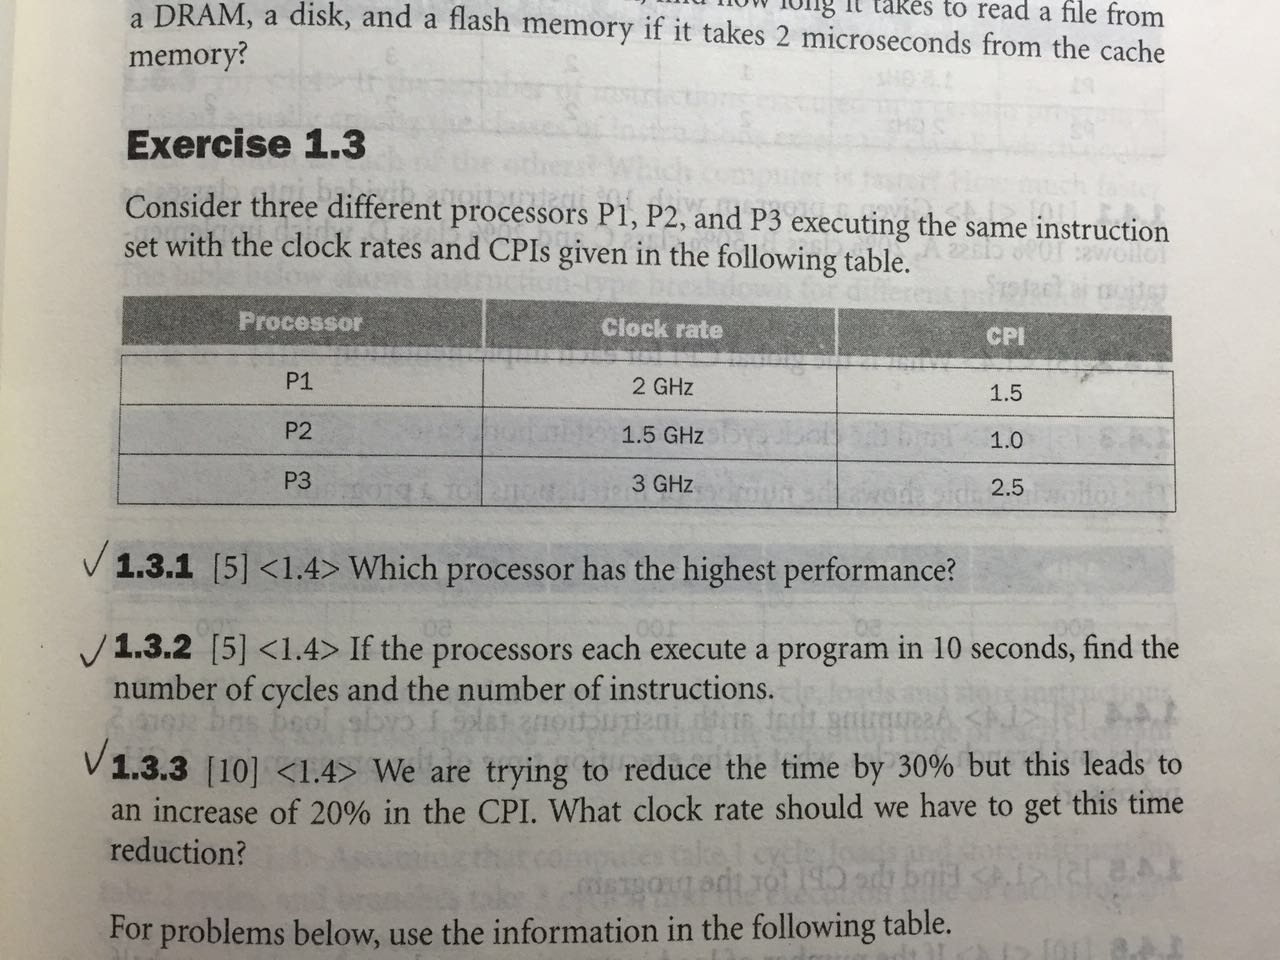 how long it takes to read a file from
a DRAM, a disk, and a flash memory if it takes 2 microseconds from the cache
memory?
Exercise 1.3
Consider three different processors P1, P2, and P3 executing the same instruction
set with the clock rates and CPIs given in the following table.
Processor Clock rate CPI
P1 2 GHz 1.5
P2 1.5 GHz 1.0
P3 3 GHz 2.5
✓ 1.3.1 [5] <1.4> Which processor has the highest performance?
✓ 1.3.2 [5] <1.4> If the processors each execute a program in 10 seconds, find the
number of cycles and the number of instructions.
✓ 1.3.3 [10] <1.4> We are trying to reduce the time by 30% but this leads to
an increase of 20% in the CPI. What clock rate should we have to get this time
reduction?
For problems below, use the information in the following table.